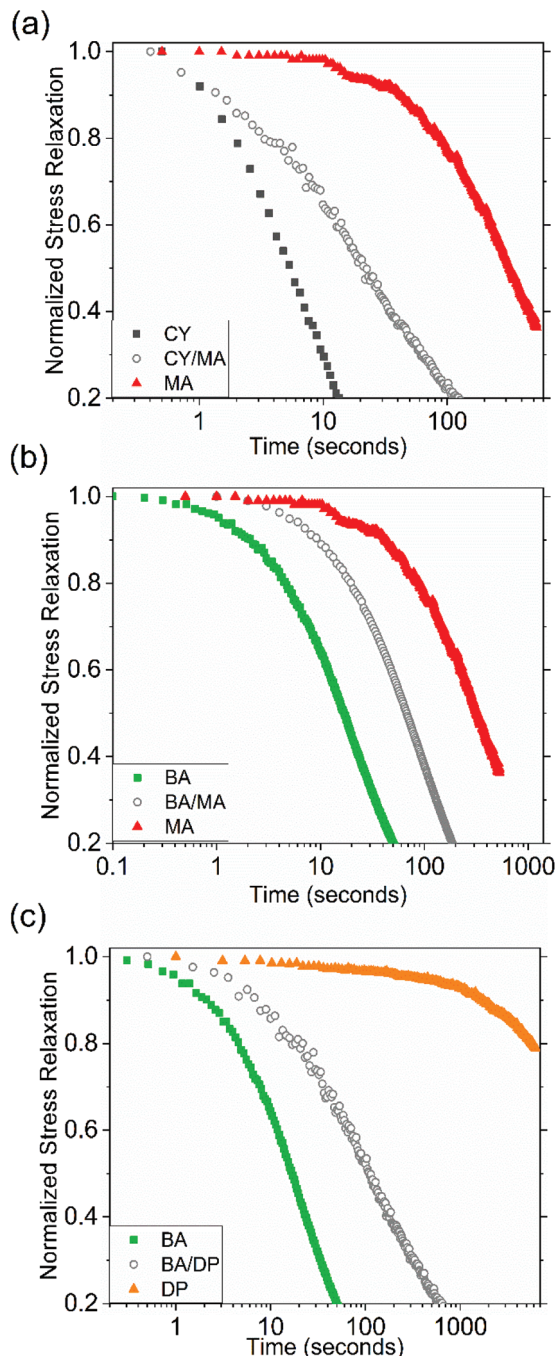 (a)
Normalized Stress Relaxation
1.0
0.8
0.6
0.4
0.2
CY
CY/MA
MA
1 10 100
Time (seconds)
(b)
Normalized Stress Relaxation
1.0
0.8
0.6
0.4
0.2
BA
BA/MA
MA
0.1 1 10 100 1000
Time (seconds)
(c)
Normalized Stress Relaxation
1.0
0.8
0.6
0.4
0.2
BA
BA/DP
DP
1 10 100 1000
Time (seconds)